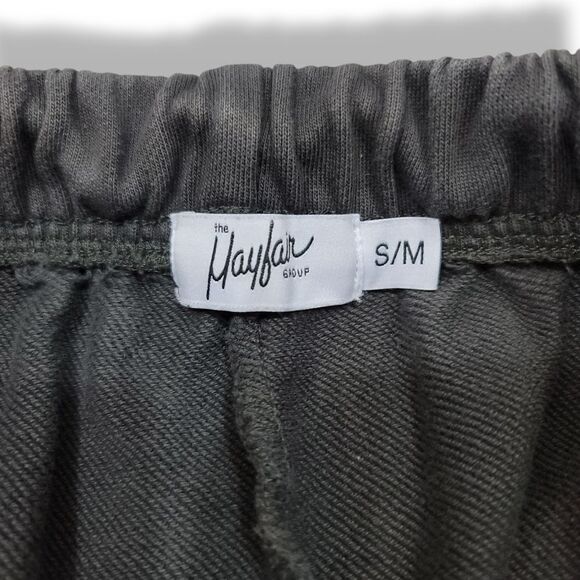 the
Mayfair
GROUP
S/M